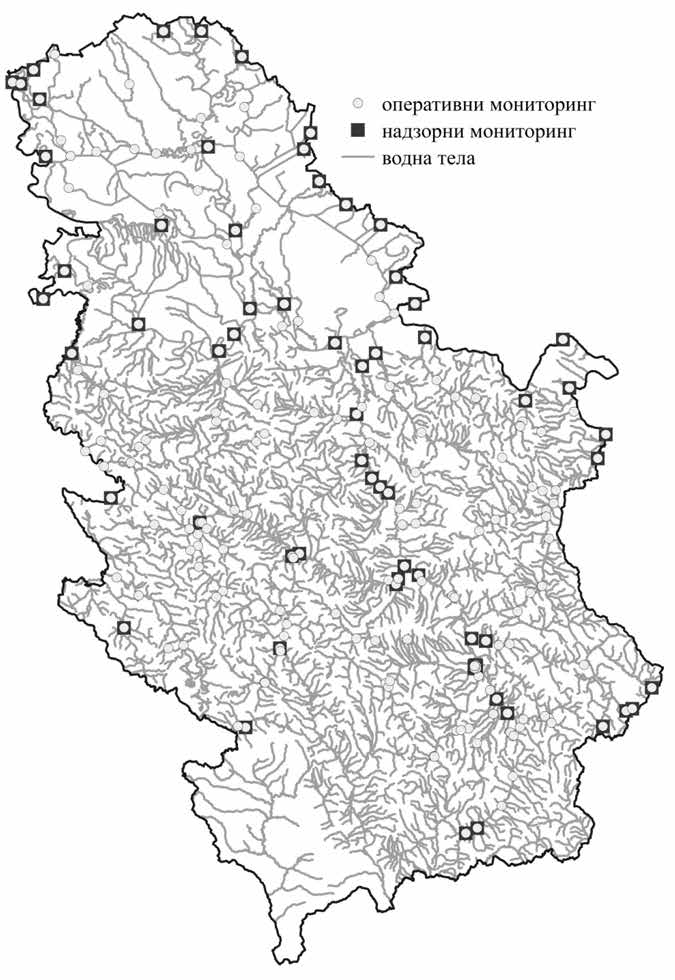 оперативни мониторинг
надзорни мониторинг
водна тела